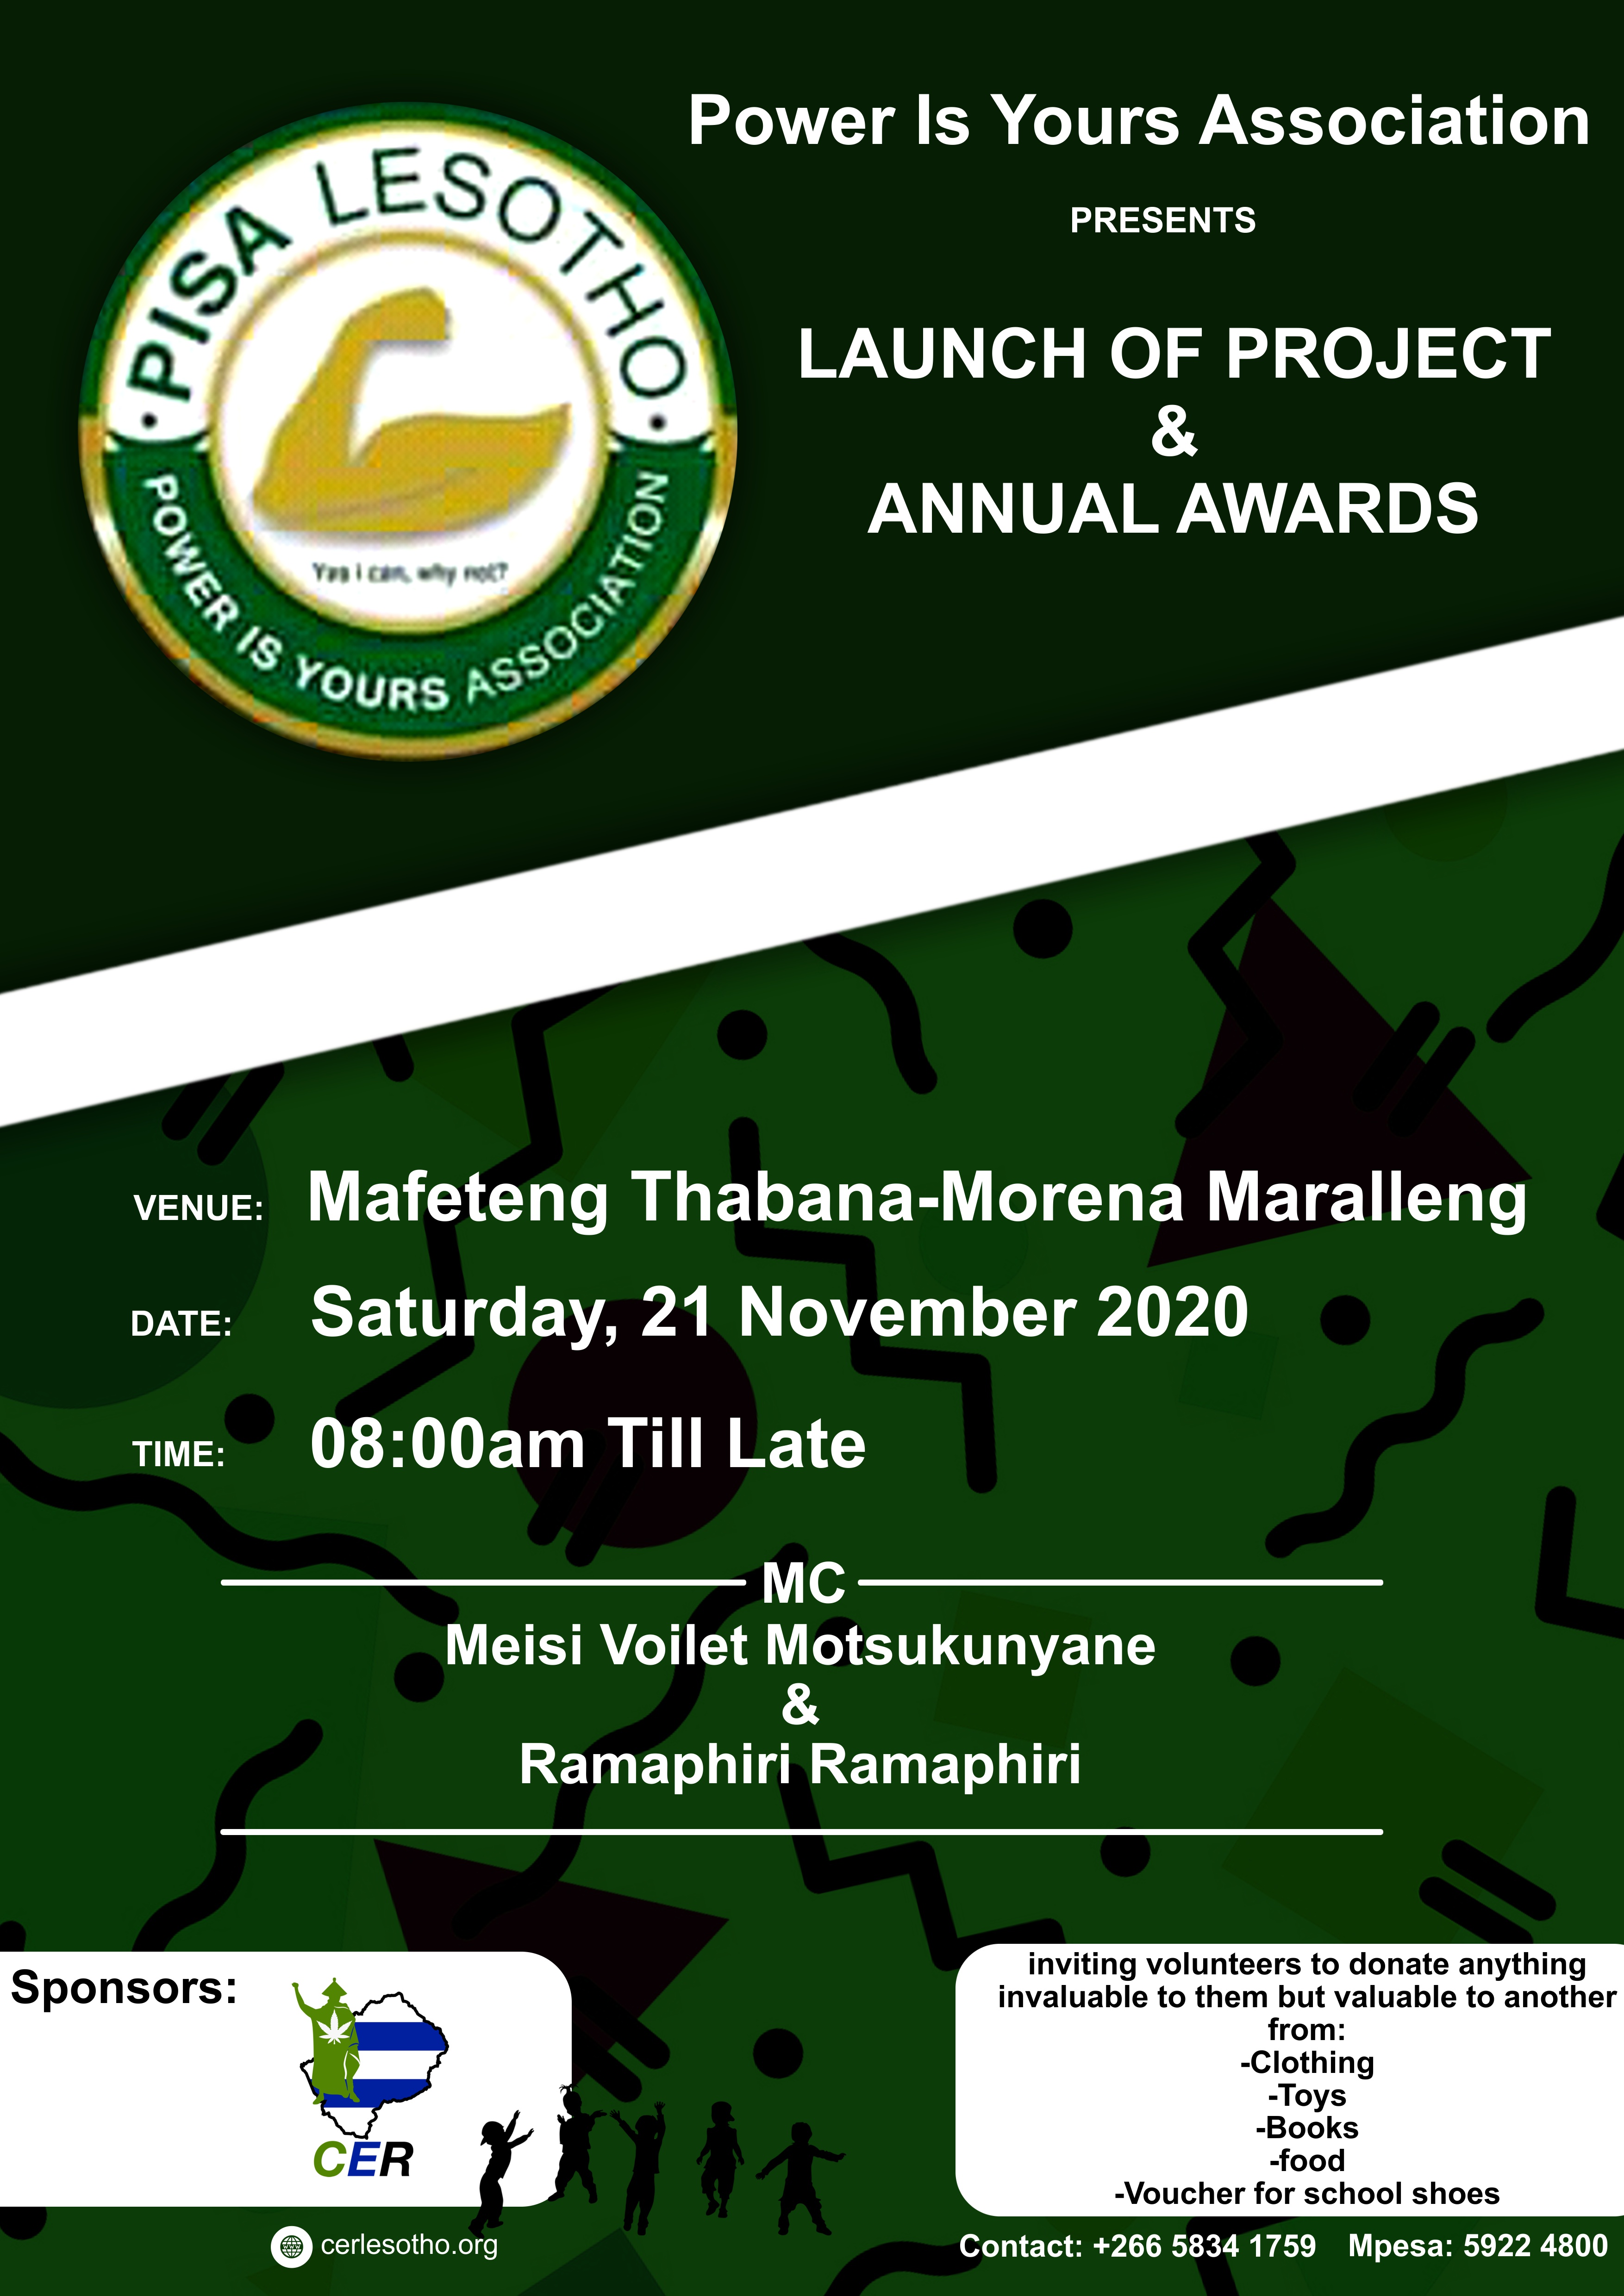 Power Is Yours Association
PRESENTS
LAUNCH OF PROJECT
&
ANNUAL AWARDS
PISA LESOTHO
Yes I can, why not?
POWER IS YOURS ASSOCIATION
VENUE: Mafeteng Thabana-Morena Maralleng
DATE: Saturday, 21 November 2020
TIME: 08:00am Till Late
MC
Meisi Voilet Motsukunyane
&
Ramaphiri Ramaphiri
Sponsors:
CER
inviting volunteers to donate anything
invaluable to them but valuable to another
from:
-Clothing
-Toys
-Books
-food
-Voucher for school shoes
cerlesotho.org
Contact: +266 5834 1759 Mpesa: 5922 4800